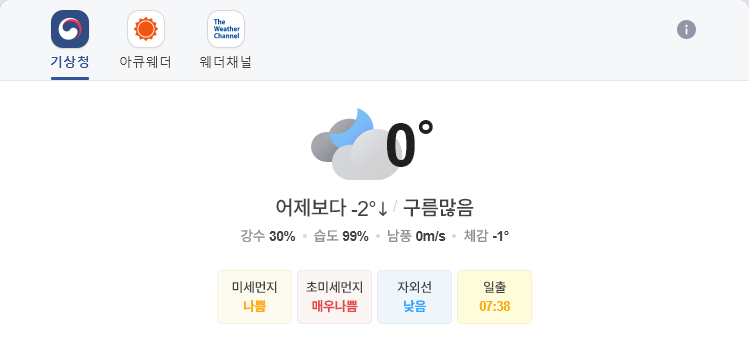 The
Weather
Channel
기상청 아큐웨더 웨더채널
0°
어제보다 -2°↓ / 구름많음
강수 30% • 습도 99% • 남풍 0m/s • 체감 -1°
미세먼지 초미세먼지 자외선 일출
나쁨 매우나쁨 낮음 07:38